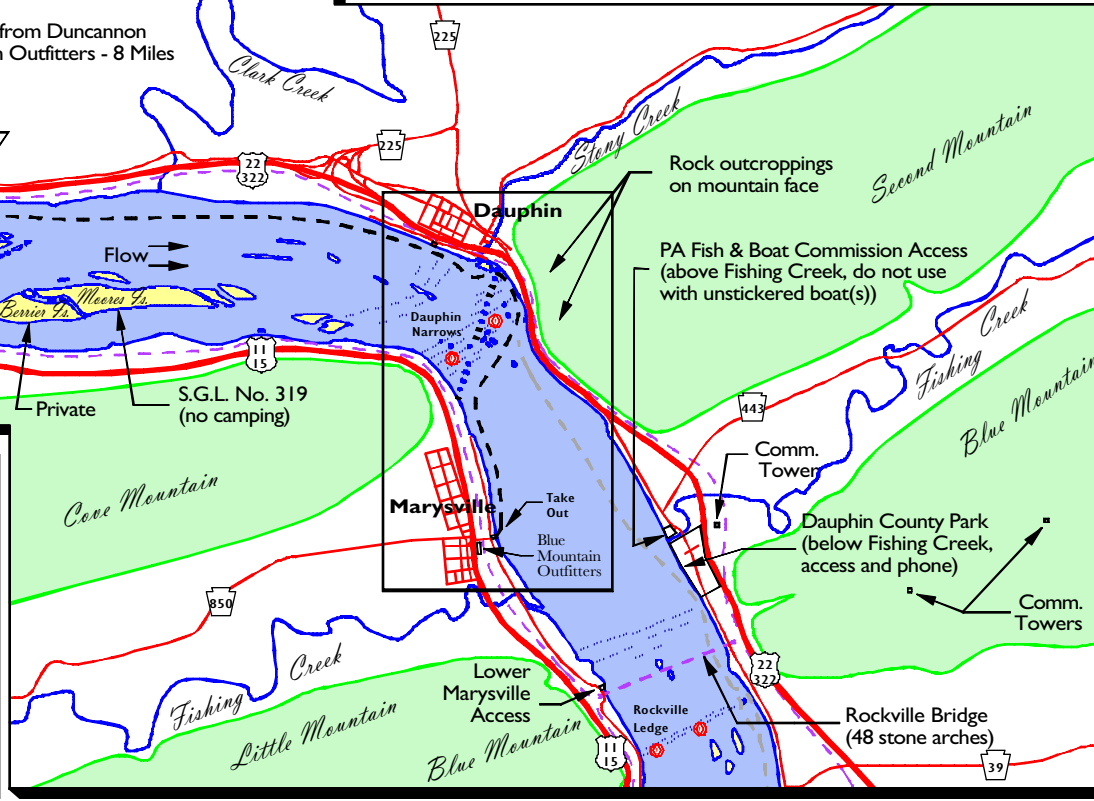 from Duncannon
Outfitters - 8 Miles
225
Clark Creek
225
22
322
Stony Creek
Rock outcroppings
on mountain face
Second Mountain
Dauphin
PA Fish & Boat Commission Access
(above Fishing Creek, do not use
with unstickered boat(s))
Flow
Moores Is.
Berrier Is.
Dauphin
Narrows
Fishing Creek
11
15
S.G.L. No. 319
(no camping)
Private
443
Blue Mountain
Comm.
Tower
Cove Mountain
Marysville
Take
Out
Blue
Mountain
Outfitters
Dauphin County Park
(below Fishing Creek,
access and phone)
850
Comm.
Towers
Fishing Creek
Lower
Marysville
Access
22
322
Rockville
Ledge
Rockville Bridge
(48 stone arches)
Little Mountain
Blue Mountain
11
15
39